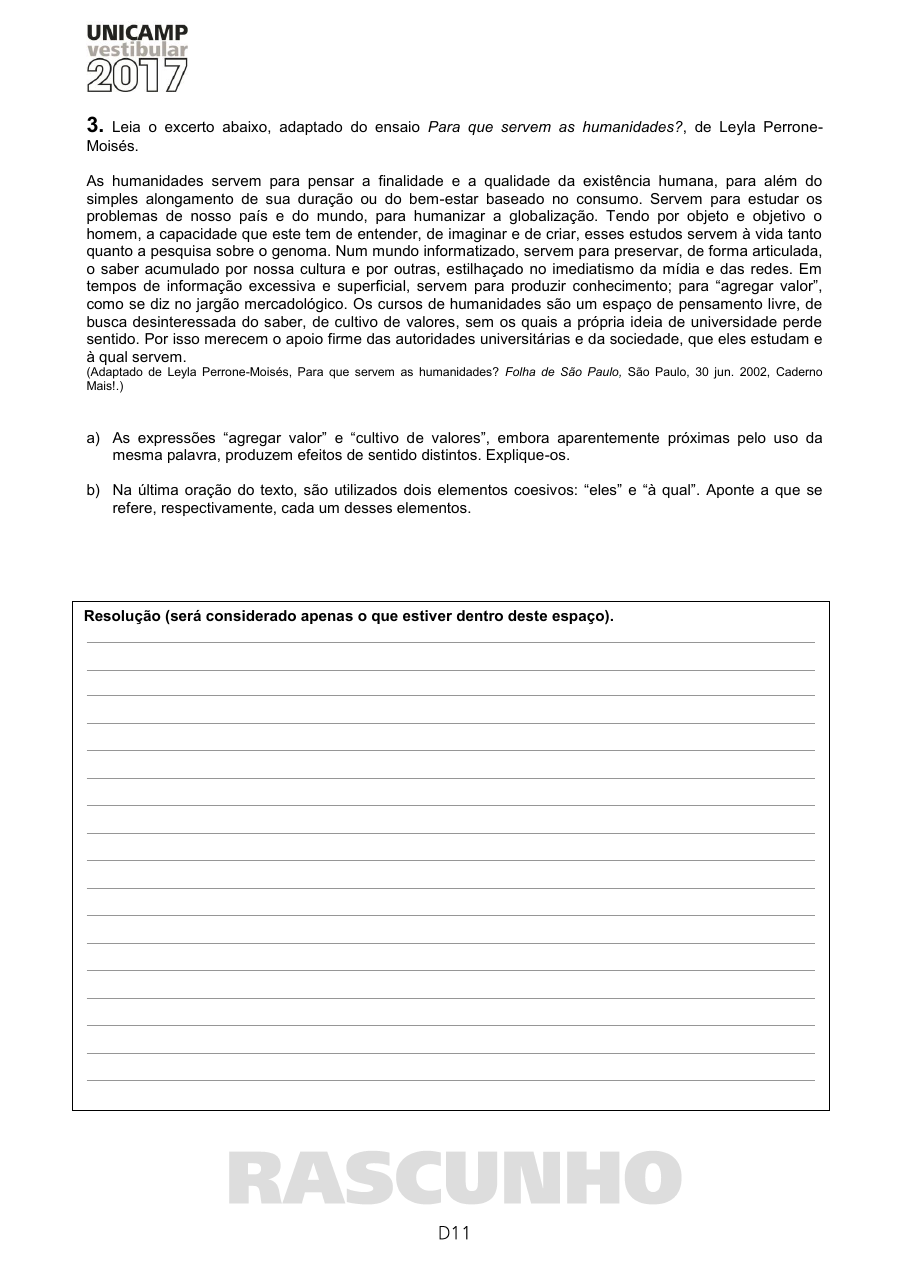 UNICAMP
vestibular
2017
3. Leia o excerto abaixo, adaptado do ensaio Para que servem as humanidades?, de Leyla Perrone-
Moisés.
As humanidades servem para pensar a finalidade e a qualidade da existência humana, para além do
simples alongamento de sua duração ou do bem-estar baseado no consumo. Servem para estudar os
problemas de nosso país e do mundo, para humanizar a globalização. Tendo por objeto e objetivo o
homem, a capacidade que este tem de entender, de imaginar e de criar, esses estudos servem à vida tanto
quanto a pesquisa sobre o genoma. Num mundo informatizado, servem para preservar, de forma articulada,
o saber acumulado por nossa cultura e por outras, estilhaçado no imediatismo da mídia e das redes. Em
tempos de informação excessiva e superficial, servem para produzir conhecimento; para “agregar valor”,
como se diz no jargão mercadológico. Os cursos de humanidades são um espaço de pensamento livre, de
busca desinteressada do saber, de cultivo de valores, sem os quais a própria ideia de universidade perde
sentido. Por isso merecem o apoio firme das autoridades universitárias e da sociedade, que eles estudam e
à qual servem.
(Adaptado de Leyla Perrone-Moisés, Para que servem as humanidades? Folha de São Paulo, São Paulo, 30 jun. 2002, Caderno
Mais!.)
a) As expressões “agregar valor” e “cultivo de valores”, embora aparentemente próximas pelo uso da
mesma palavra, produzem efeitos de sentido distintos. Explique-os.
b) Na última oração do texto, são utilizados dois elementos coesivos: “eles” e “à qual”. Aponte a que se
refere, respectivamente, cada um desses elementos.
Resolução (será considerado apenas o que estiver dentro deste espaço).
RASCUNHO
D11